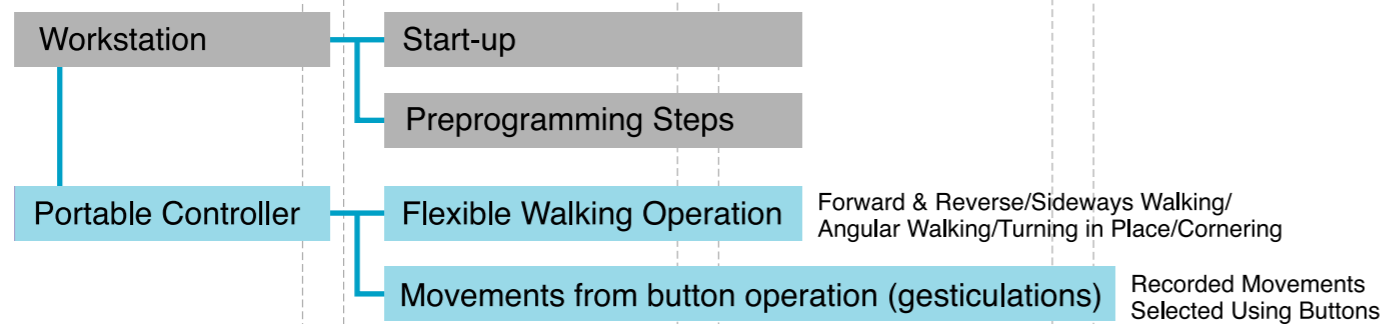 Workstation
Start-up
Preprogramming Steps
Portable Controller
Flexible Walking Operation
Forward & Reverse/Sideways Walking/
Angular Walking/Turning in Place/Cornering
Movements from button operation (gesticulations)
Recorded Movements
Selected Using Buttons